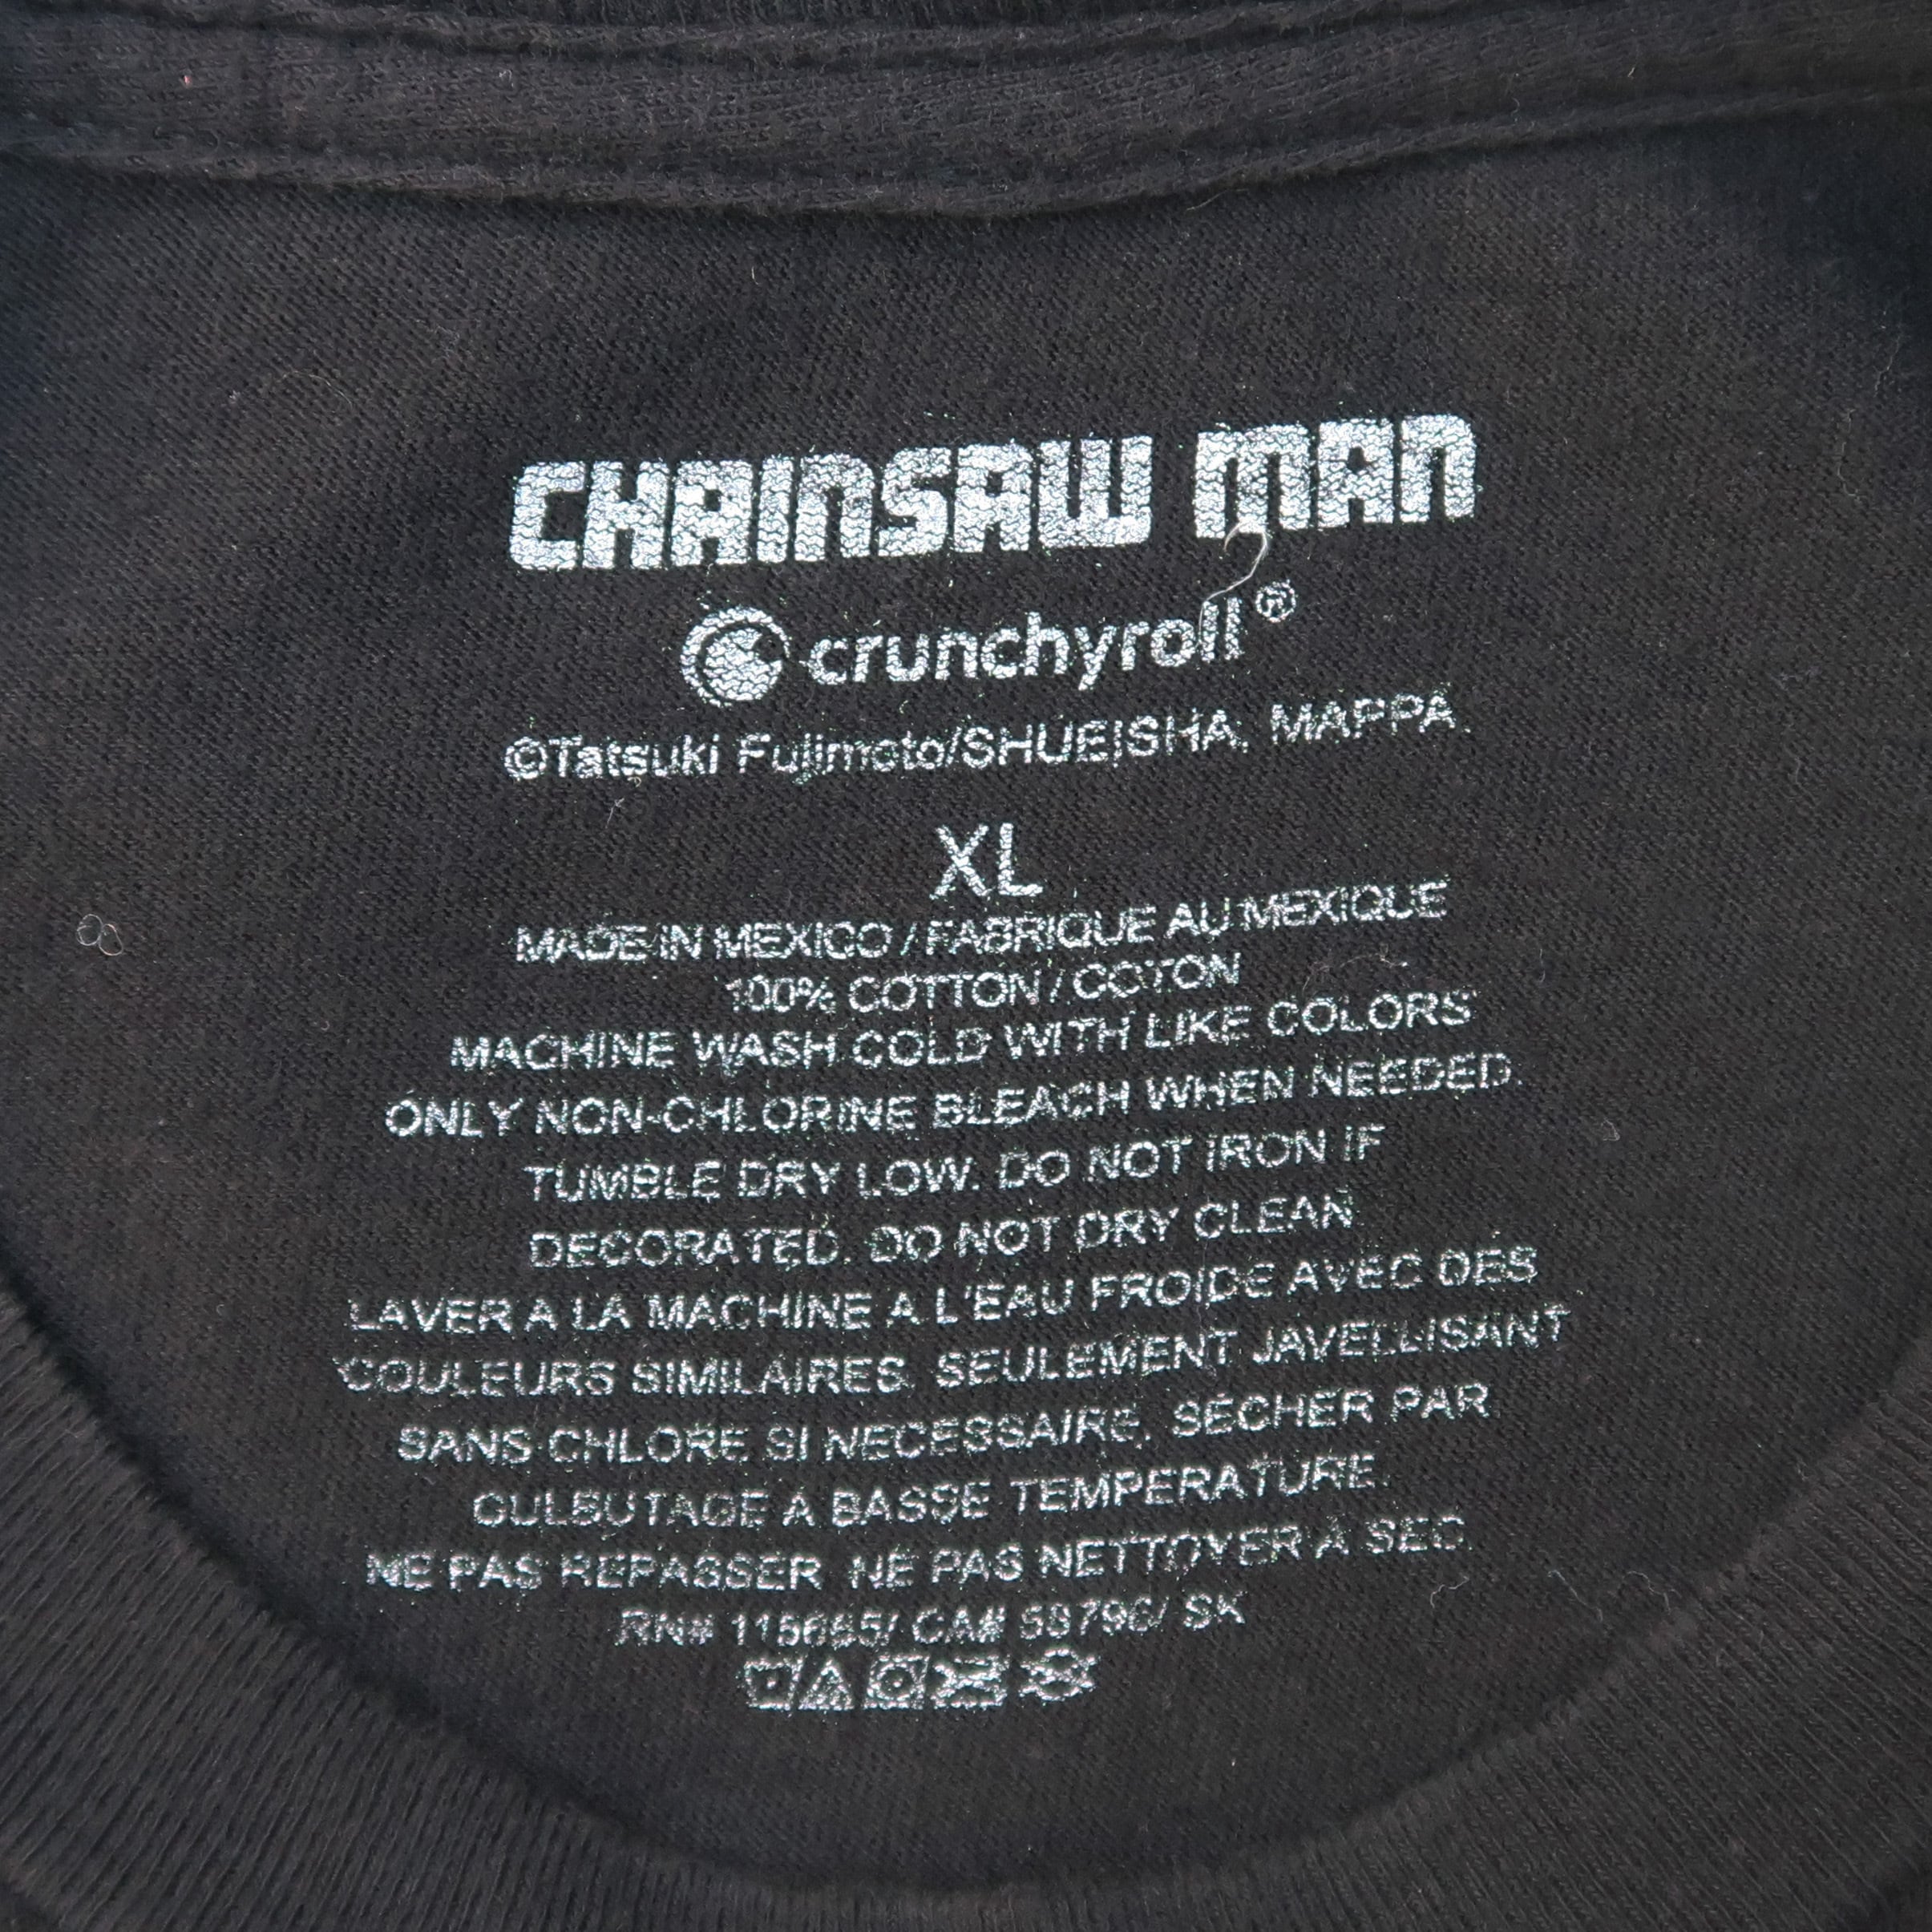 CHAINSAW MAN
crunchyroll®
©Tatsuki Fujimoto/SHUEISHA, MAPPA.
XL
MADE IN MEXICO / FABRIQUE AU MEXIQUE
100% COTTON / COTON
MACHINE WASH COLD WITH LIKE COLORS
ONLY NON-CHLORINE BLEACH WHEN NEEDED.
TUMBLE DRY LOW. DO NOT IRON IF
DECORATED. DO NOT DRY CLEAN.
LAVER A LA MACHINE A L'EAU FROIDE AVEC DES
COULEURS SIMILAIRES. SEULEMENT JAVELLISANT
SANS CHLORE SI NECESSAIRE. SECHER PAR
CULBUTAGE A BASSE TEMPERATURE.
NE PAS REPASSER. NE PAS NETTOYER A SEC.
RN# CA# SK